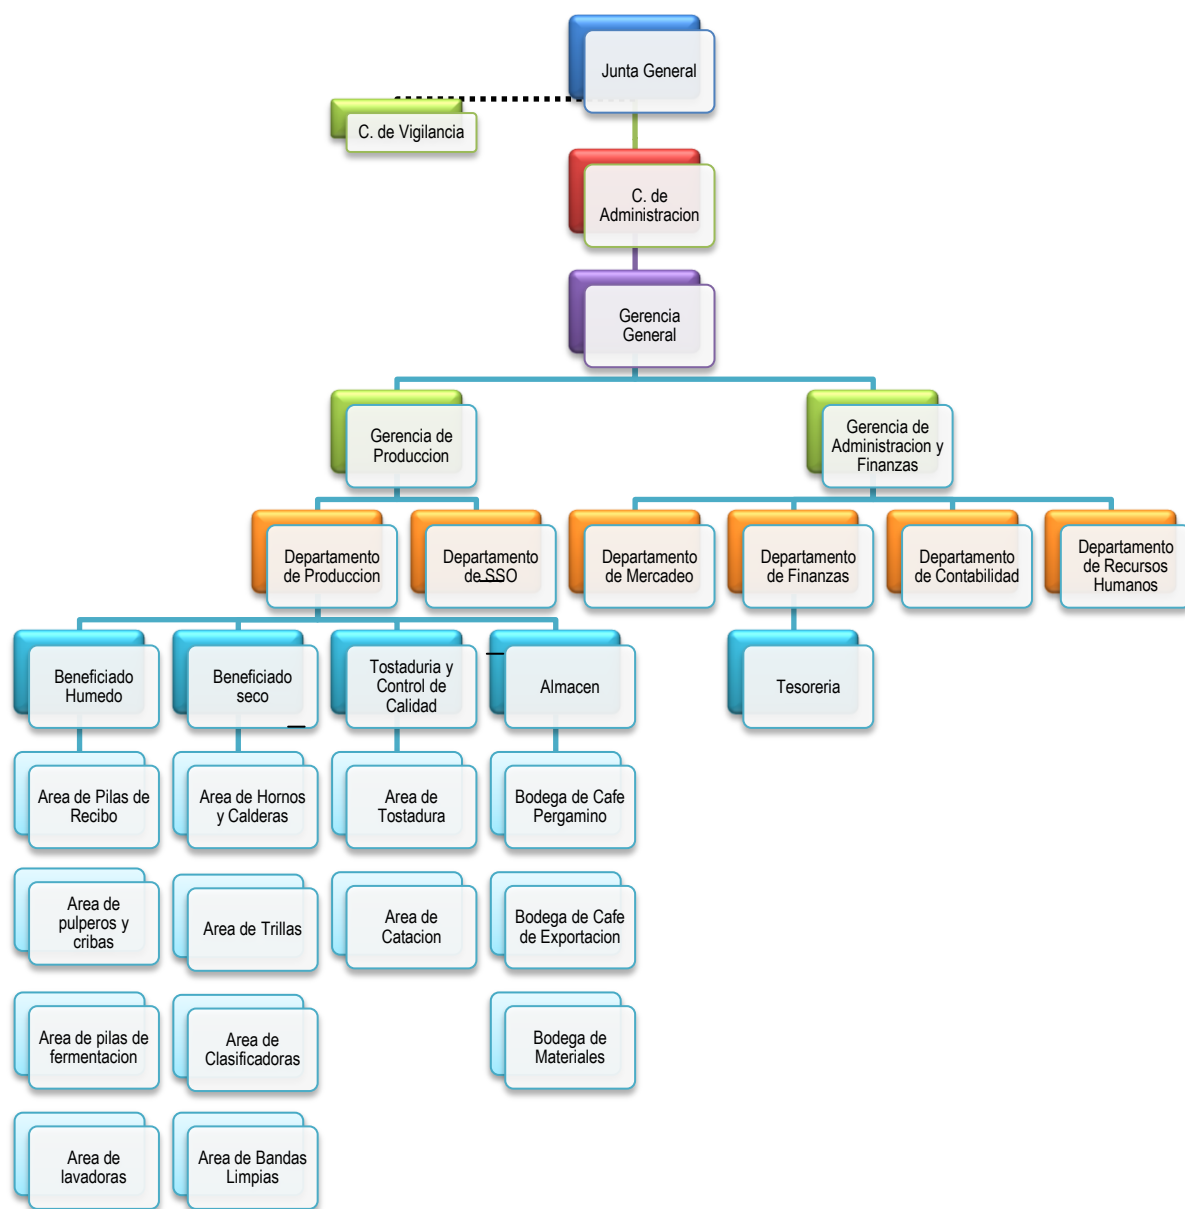 Junta General
C. de Vigilancia
C. de
Administracion
Gerencia
General
Gerencia de
Produccion
Gerencia de
Administracion y
Finanzas
Departamento
de Produccion
Departamento
de SSO
Departamento
de Mercadeo
Departamento
de Finanzas
Departamento
de Contabilidad
Departamento
de Recursos
Humanos
Beneficiado
Humedo
Beneficiado
seco
Tostaduria y
Control de
Calidad
Almacen
Tesoreria
Area de Pilas de
Recibo
Area de Hornos
y Calderas
Area de
Tostadura
Bodega de Cafe
Pergamino
Area de
pulperos y
cribas
Area de Trillas
Area de
Catacion
Bodega de Cafe
de Exportacion
Area de pilas de
fermentacion
Area de
Clasificadoras
Bodega de
Materiales
Area de
lavadoras
Area de Bandas
Limpias